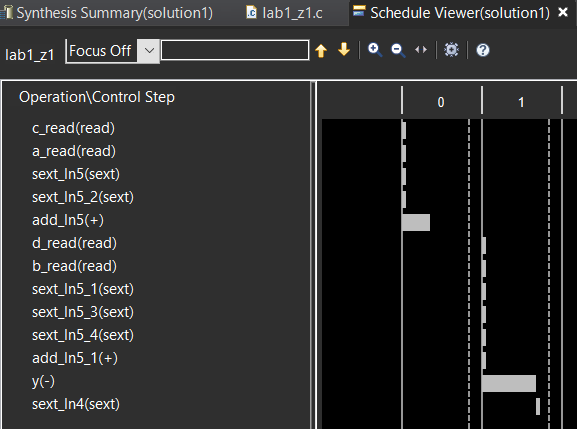 Synthesis Summary(solution1) lab1_z1.c Schedule Viewer(solution1)
lab1_z1 Focus Off
Operation\Control Step 0 1
c_read(read)
a_read(read)
sext_ln5(sext)
sext_ln5_2(sext)
add_ln5(+)
d_read(read)
b_read(read)
sext_ln5_1(sext)
sext_ln5_3(sext)
sext_ln5_4(sext)
add_ln5_1(+)
y(-)
sext_ln4(sext)